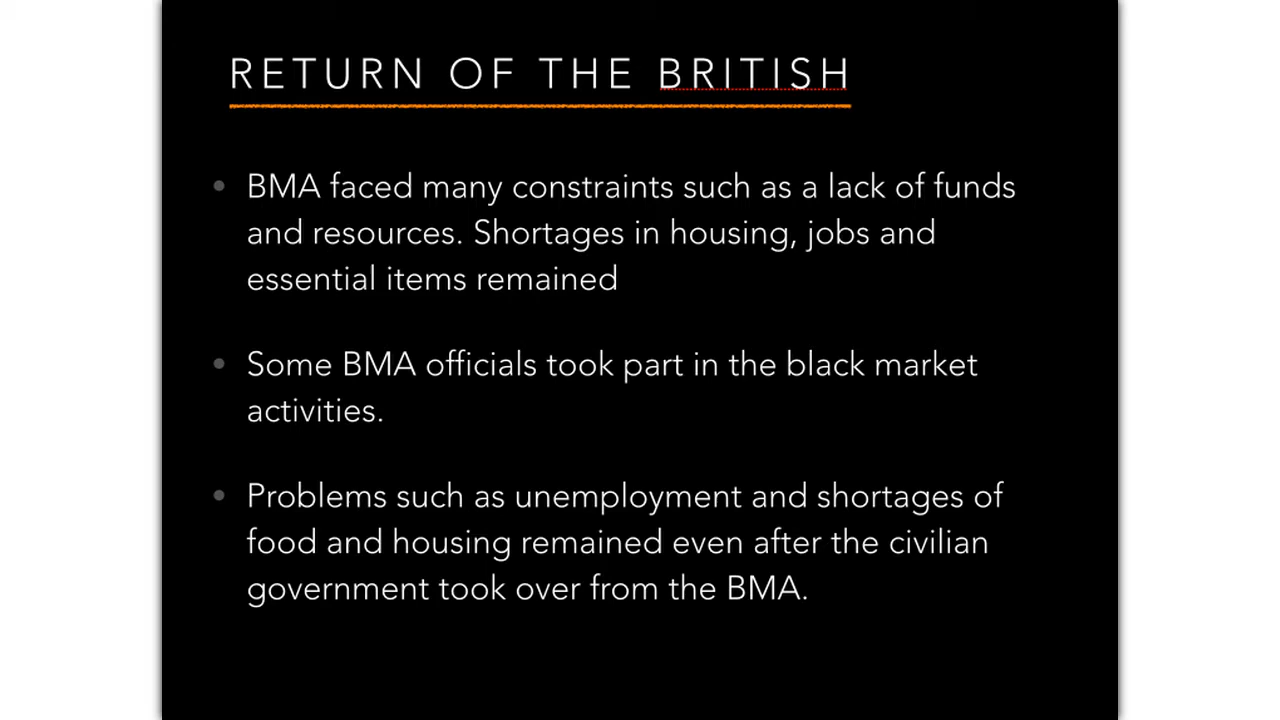 RETURN OF THE BRITISH
• BMA faced many constraints such as a lack of funds
and resources. Shortages in housing, jobs and
essential items remained
• Some BMA officials took part in the black market
activities.
• Problems such as unemployment and shortages of
food and housing remained even after the civilian
government took over from the BMA.